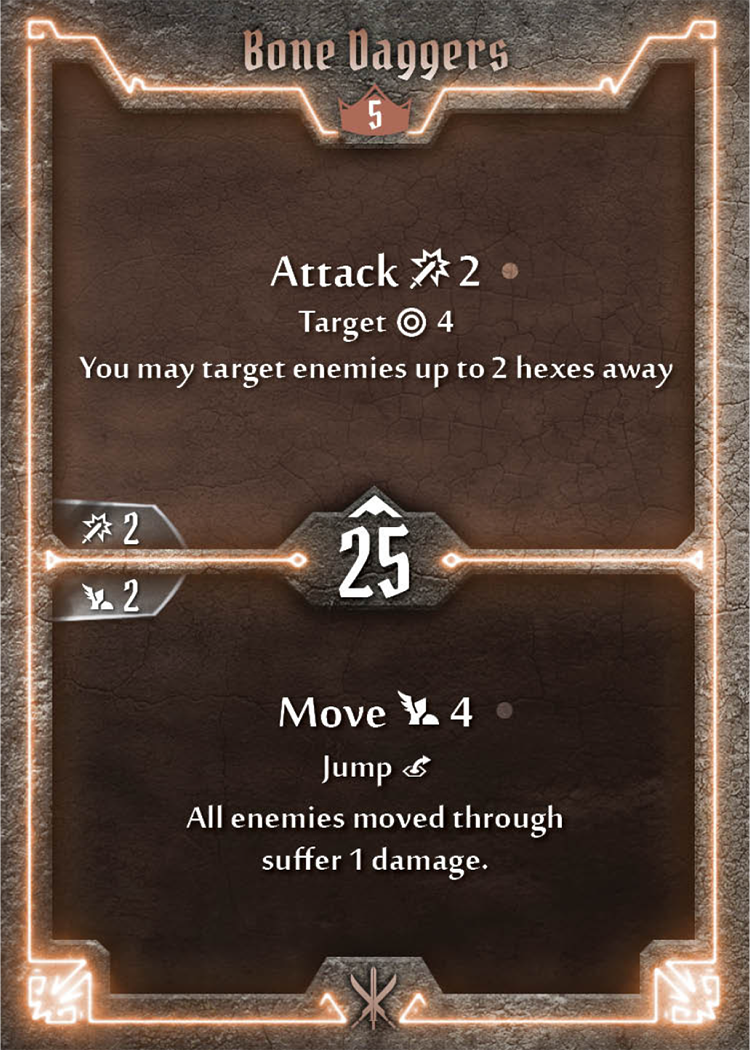 Bone Daggers
5
Attack 2
Target 4
You may target enemies up to 2 hexes away
2
25
2
Move 4
Jump
All enemies moved through
suffer 1 damage.